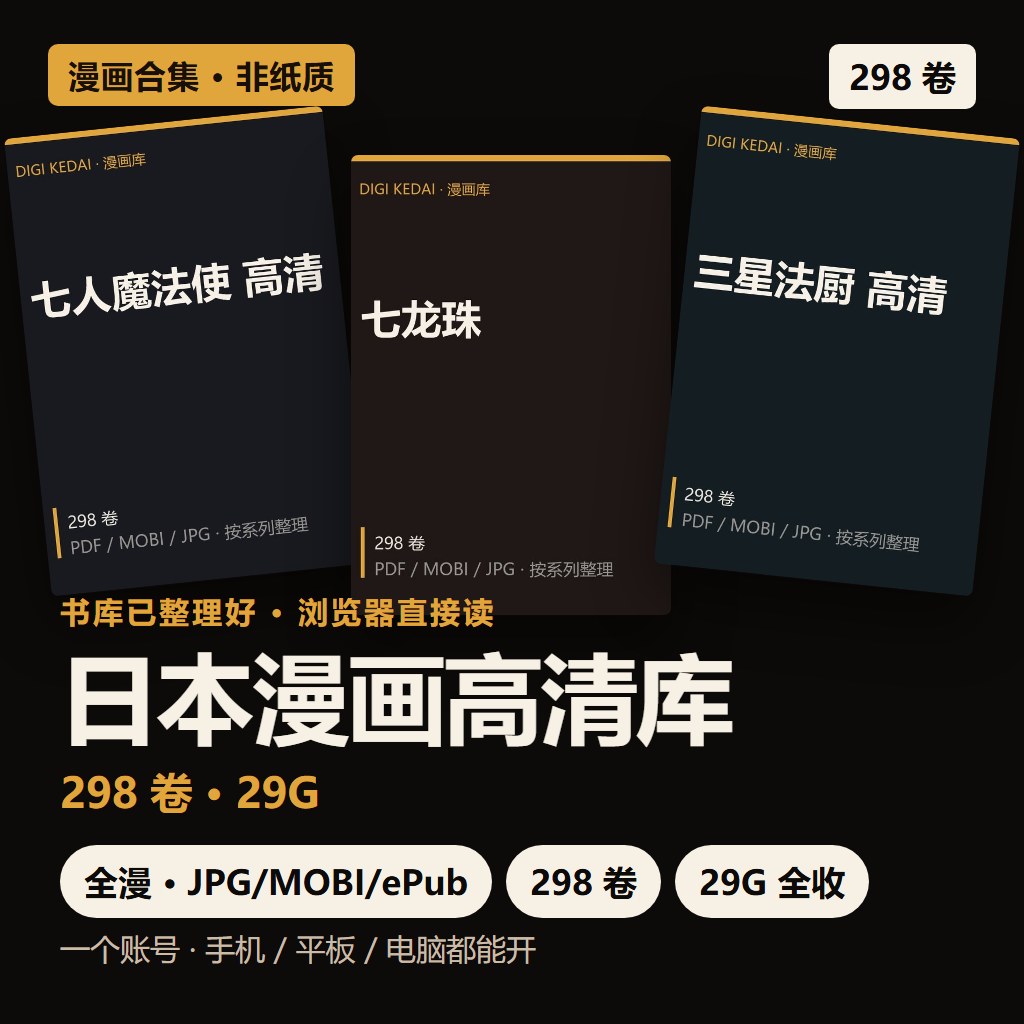 漫画合集 · 非纸质
298 卷
DIGI KEDAI · 漫画库
七人魔法使 高清
298 卷
PDF / MOBI / JPG · 按系列整理
DIGI KEDAI · 漫画库
七龙珠
298 卷
PDF / MOBI / JPG · 按系列整理
DIGI KEDAI · 漫画库
三星法厨 高清
298 卷
PDF / MOBI / JPG · 按系列整理
书库已整理好 · 浏览器直接读
日本漫画高清库
298 卷 · 29G
全漫 · JPG/MOBI/ePub
298 卷
29G 全收
一个账号 · 手机 / 平板 / 电脑都能开